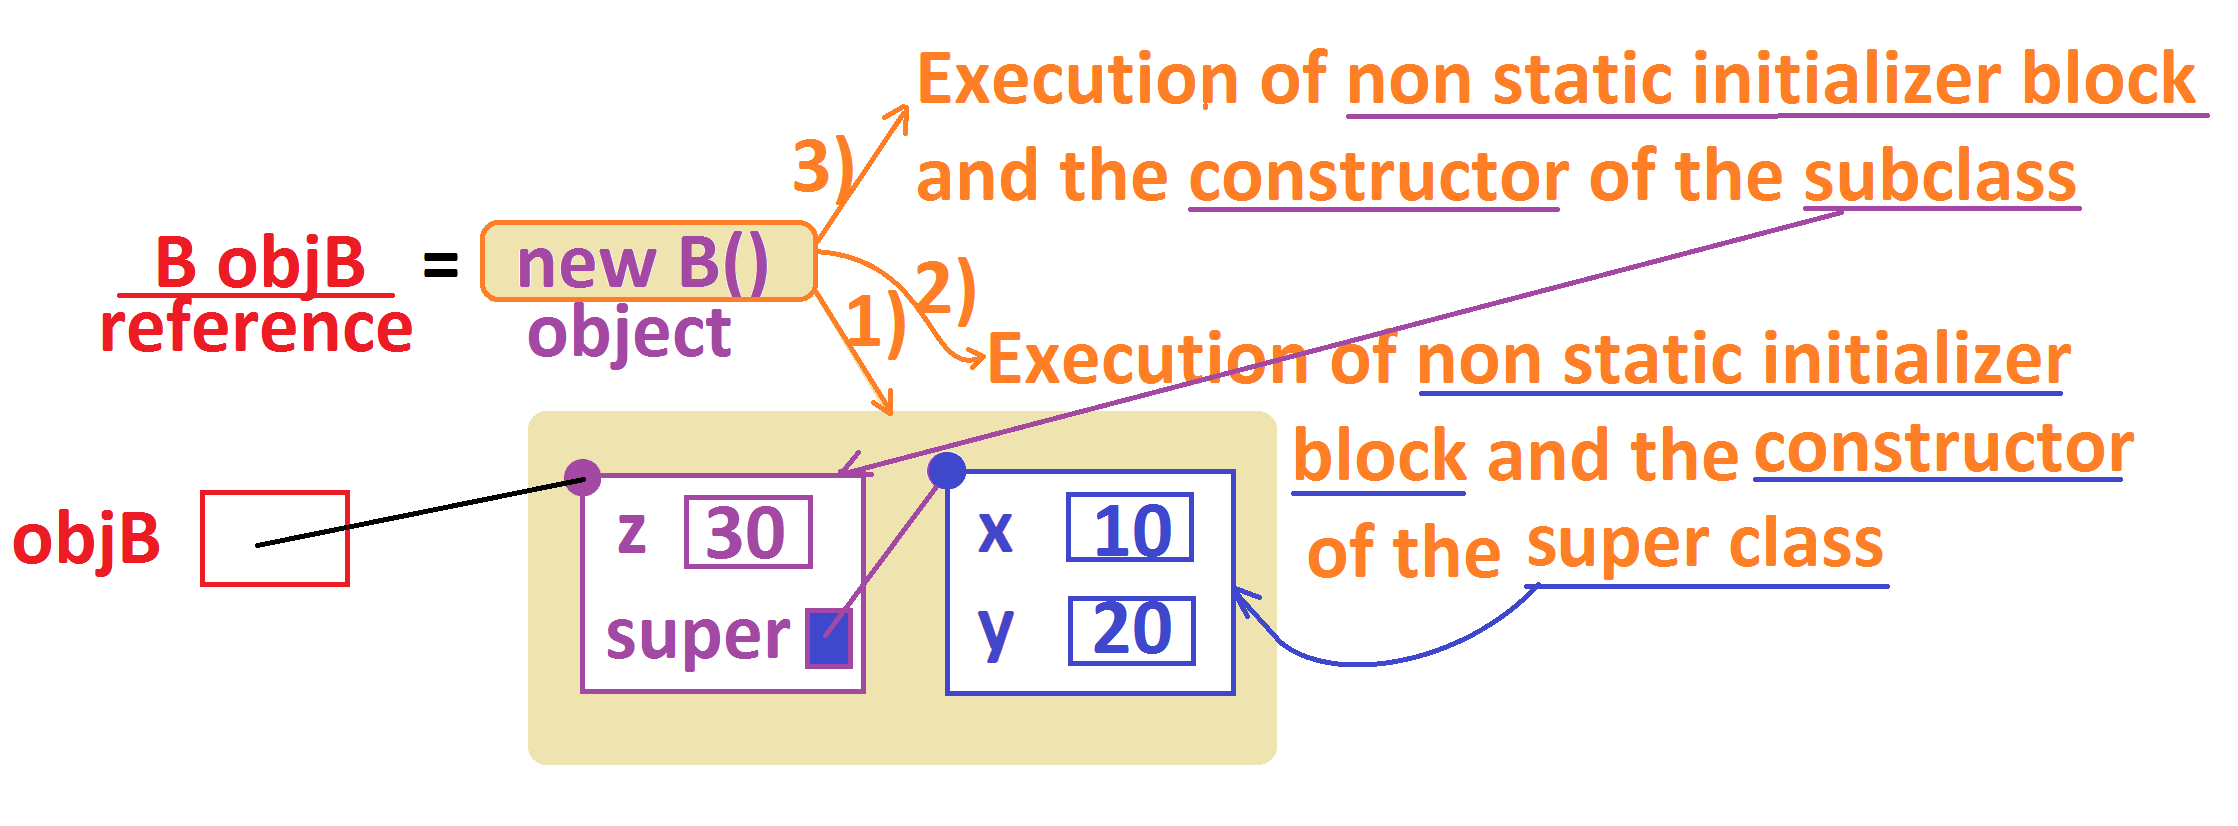 Execution of non static initializer block
3)
and the constructor of the subclass
B objB = new B()
reference
object
1)
2)
Execution of non static initializer
block and the constructor
of the super class
objB
z 30
super
x 10
y 20